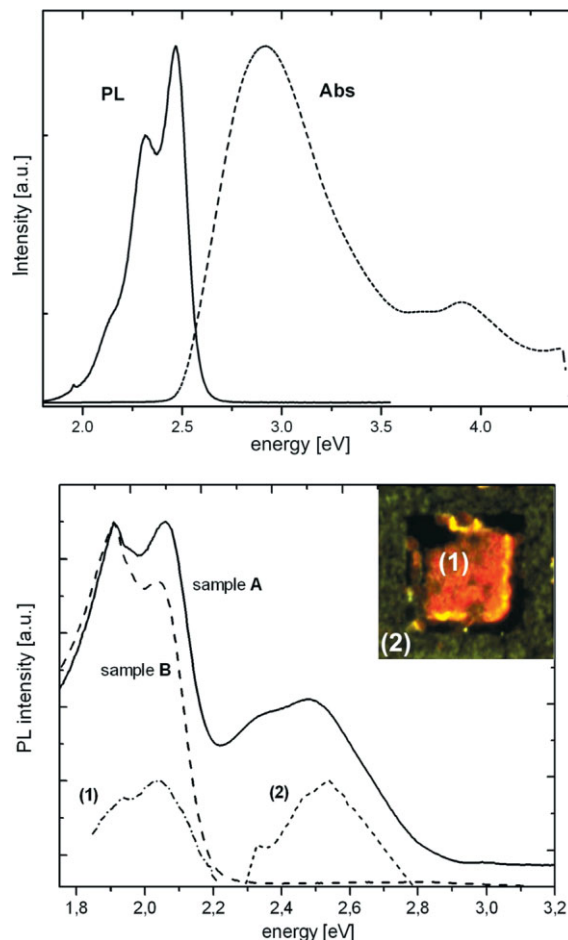 PL
Abs
Intensity [a.u.]
2.0 2.5 3.0 3.5 4.0
energy [eV]
(1)
sample A
(2)
sample B
PL intensity [a.u.]
(1)
(2)
1,8 2,0 2,2 2,4 2,6 2,8 3,0 3,2
energy [eV]